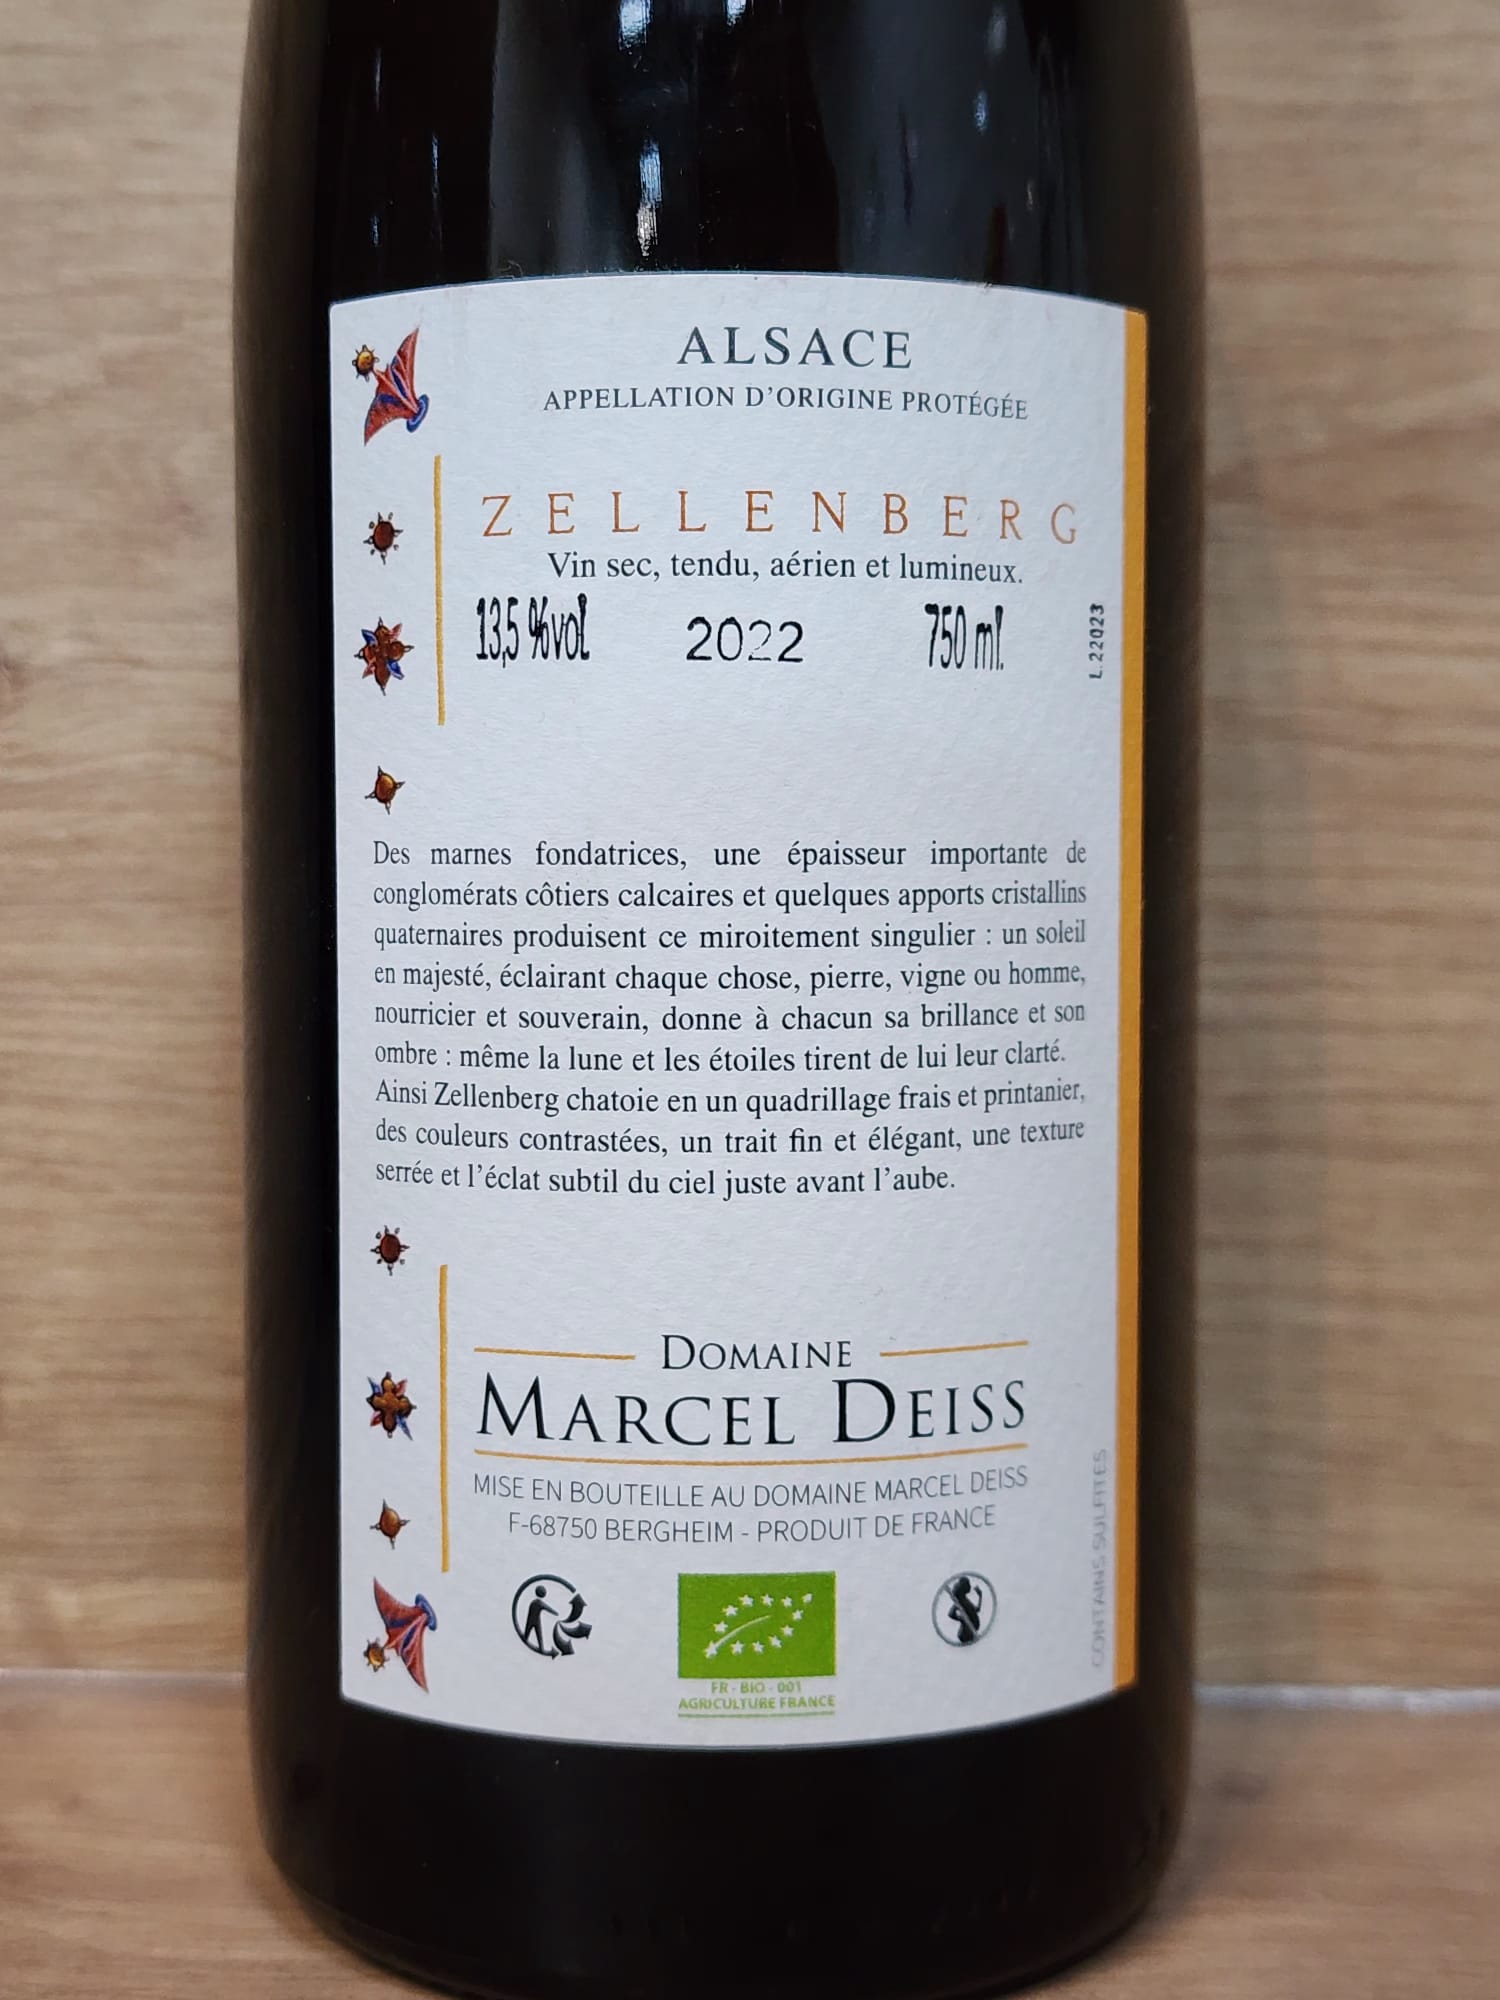 ALSACE
APPELLATION D'ORIGINE PROTÉGÉE
ZELLENBERG
Vin sec, tendu, aérien et lumineux.
13,5 %vol 2022 750 ml.
L.22023
Des marnes fondatrices, une épaisseur importante de
conglomérats côtiers calcaires et quelques apports cristallins
quaternaires produisent ce miroitement singulier : un soleil
en majesté, éclairant chaque chose, pierre, vigne ou homme,
nourricier et souverain, donne à chacun sa brillance et son
ombre : même la lune et les étoiles tirent de lui leur clarté.
Ainsi Zellenberg chatoie en un quadrillage frais et printanier,
des couleurs contrastées, un trait fin et élégant, une texture
serrée et l'éclat subtil du ciel juste avant l'aube.
DOMAINE
MARCEL DEISS
MISE EN BOUTEILLE AU DOMAINE MARCEL DEISS
F-68750 BERGHEIM - PRODUIT DE FRANCE
CONTAINS SULFITES
FR - BIO - 001
AGRICULTURE FRANCE